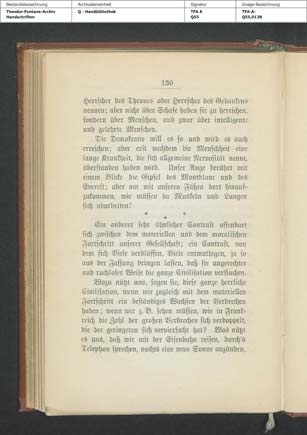 Bestandsbezeichnung
Theodor-Fontane-Archiv
Handschriften
Archivalieneinheit
Q - Handbibliothek
Signatur
TFA A
Q55
Image-Bezeichnung
TFA-A-
Q55,0138
130
Herrscher des Thrones oder Herrscher des Gedankens
nennen; aber nicht über Schafe haben sie zu herrschen,
sondern über Menschen, und zwar über intelligente
und gelehrte Menschen.
Die Demokratie will es so und wird es auch
erreichen; aber erst nachdem die Menschheit eine
lange Krankheit, die sich allgemeine Nervosität nennt,
überstanden haben wird. Unser Auge berührt mit
einem Blicke die Gipfel des Montblanc und des
Everest; aber um mit unseren Füßen dort hinauf-
zukommen, wie müssen da Muskeln und Lungen
sich abarbeiten!
* * *
Ein anderer sehr ähnlicher Contrast offenbart
sich zwischen dem materiellen und dem moralischen
Fortschritt unserer Gesellschaft; ein Contrast, von
dem sich Viele verblüffen, Viele entmuthigen, ja so
aus der Fassung bringen lassen, daß sie ungerechter
und ruchloser Weise die ganze Civilisation verfluchen.
Wozu nützt uns, sagen sie, diese ganze herrliche
Civilisation, wenn wir zugleich mit dem materiellen
Fortschritt ein beständiges Wachsen der Verbrechen
haben; wenn wir z. B. sehen müssen, wie in Frank-
reich die Zahl der großen Verbrechen sich verdoppelt,
die der geringeren sich vervierfacht hat? Was nützt
es uns, daß wir mit der Eisenbahn reisen, durch's
Telephon sprechen, nachts eine neue Sonne anzünden,